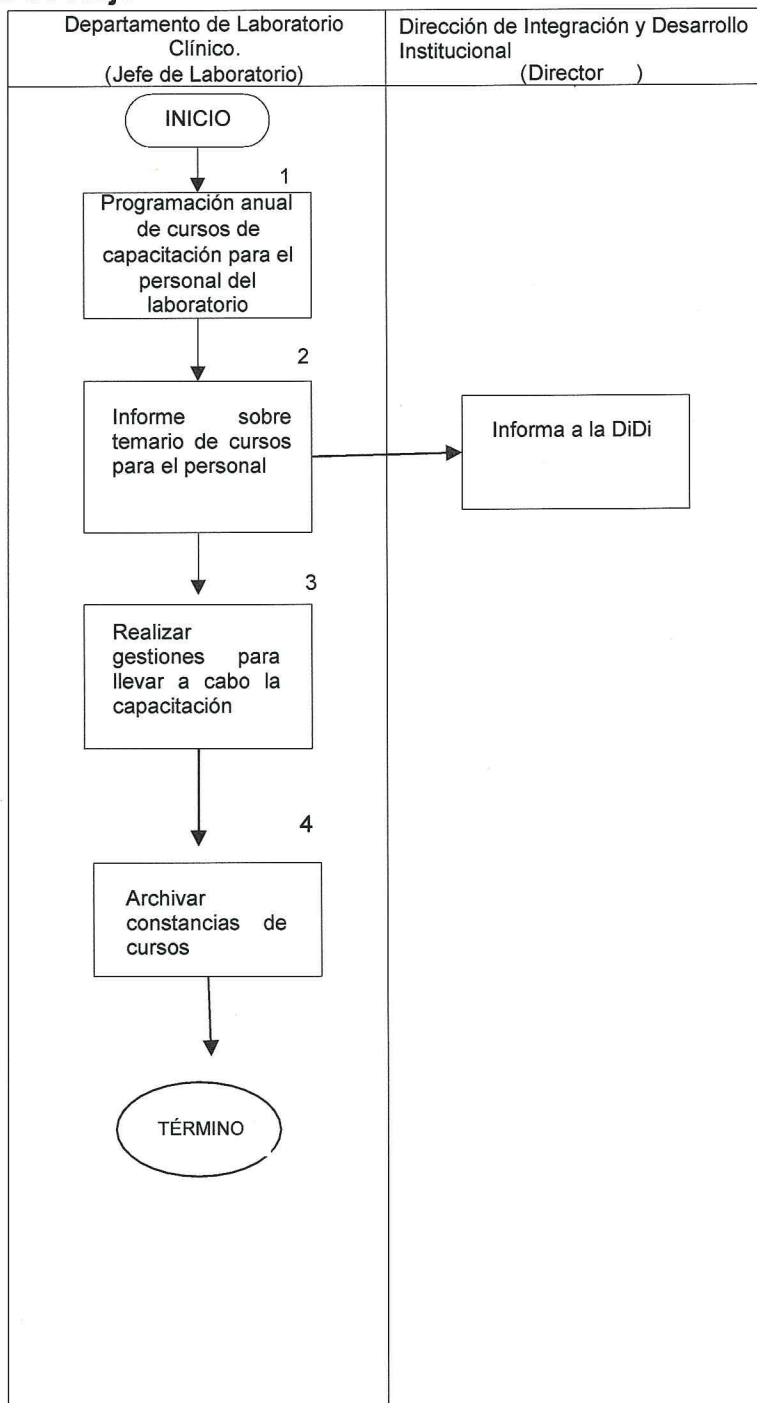 Departamento de Laboratorio
Clínico.
(Jefe de Laboratorio)
Dirección de Integración y Desarrollo
Institucional
(Director )
INICIO
1
Programación anual
de cursos de
capacitación para el
personal del
laboratorio
2
Informe sobre
temario de cursos
para el personal
Informa a la DiDi
3
Realizar
gestiones para
llevar a cabo la
capacitación
4
Archivar
constancias de
cursos
TÉRMINO